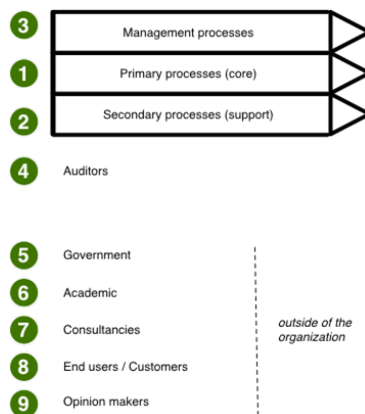 3 Management processes
1 Primary processes (core)
2 Secondary processes (support)
4 Auditors
5 Government
6 Academic
7 Consultancies
8 End users / Customers
9 Opinion makers
outside of the
organization